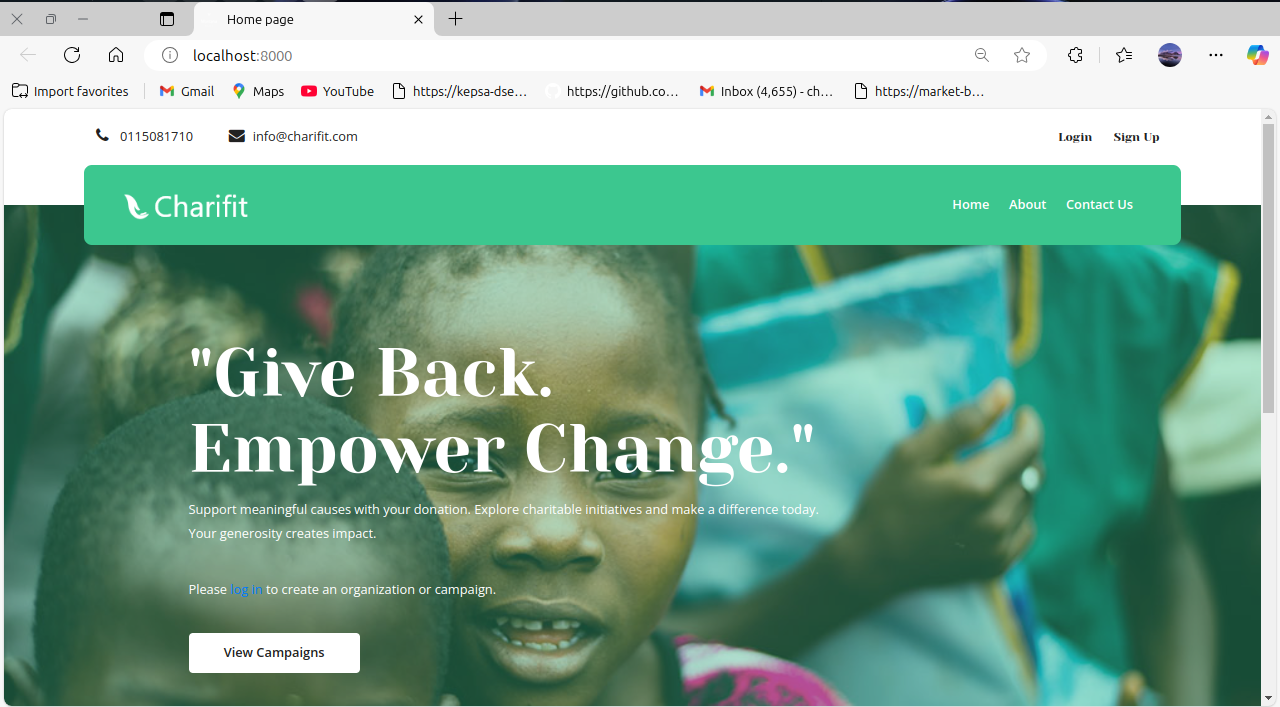 Home page
localhost:8000
Import favorites
Gmail
Maps
YouTube
https://kepsa-dse...
https://github.co...
Inbox (4,655) - ch...
https://market-b...
0115081710
info@charifit.com
Login
Sign Up
Charifit
Home
About
Contact Us
"Give Back.
Empower Change."
Support meaningful causes with your donation. Explore charitable initiatives and make a difference today.
Your generosity creates impact.
Please log in to create an organization or campaign.
View Campaigns